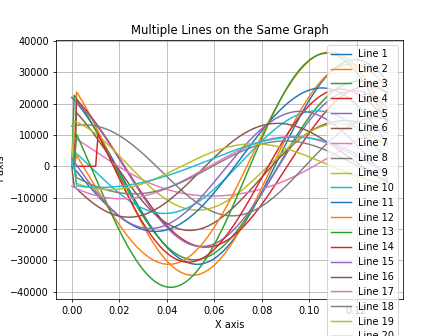 Multiple Lines on the Same Graph
40000
30000
20000
10000
0
-10000
-20000
-30000
-40000
0.00
0.02
0.04
0.06
0.08
0.10
X axis
Line 1
Line 2
Line 3
Line 4
Line 5
Line 6
Line 7
Line 8
Line 9
Line 10
Line 11
Line 12
Line 13
Line 14
Line 15
Line 16
Line 17
Line 18
Line 19
Line 20